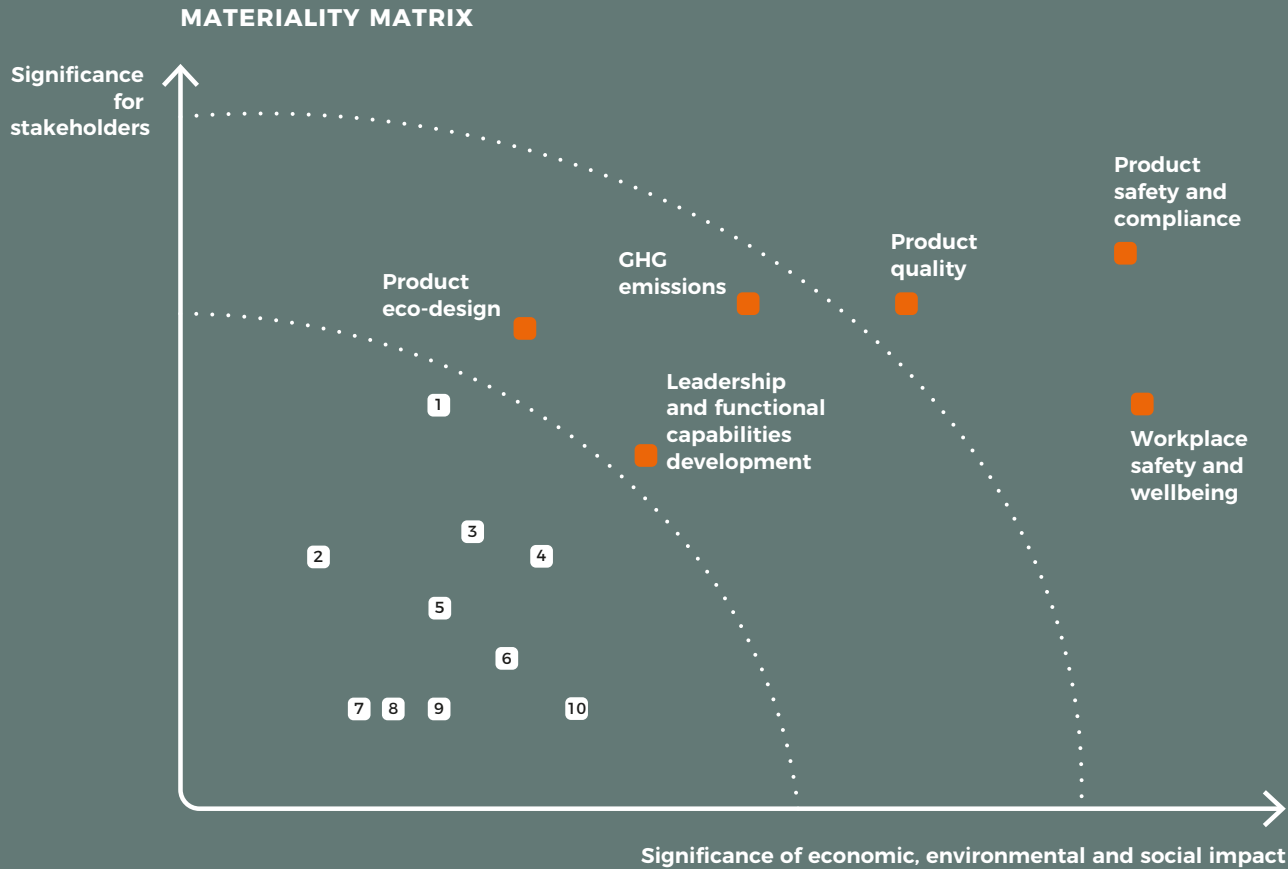 MATERIALITY MATRIX
Significance
for
stakeholders
Product
safety and
compliance
Product
quality
GHG
emissions
Product
eco-design
Leadership
and functional
capabilities
development
Workplace
safety and
wellbeing
1
2
3
4
5
6
7
8
9
10
Significance of economic, environmental and social impact